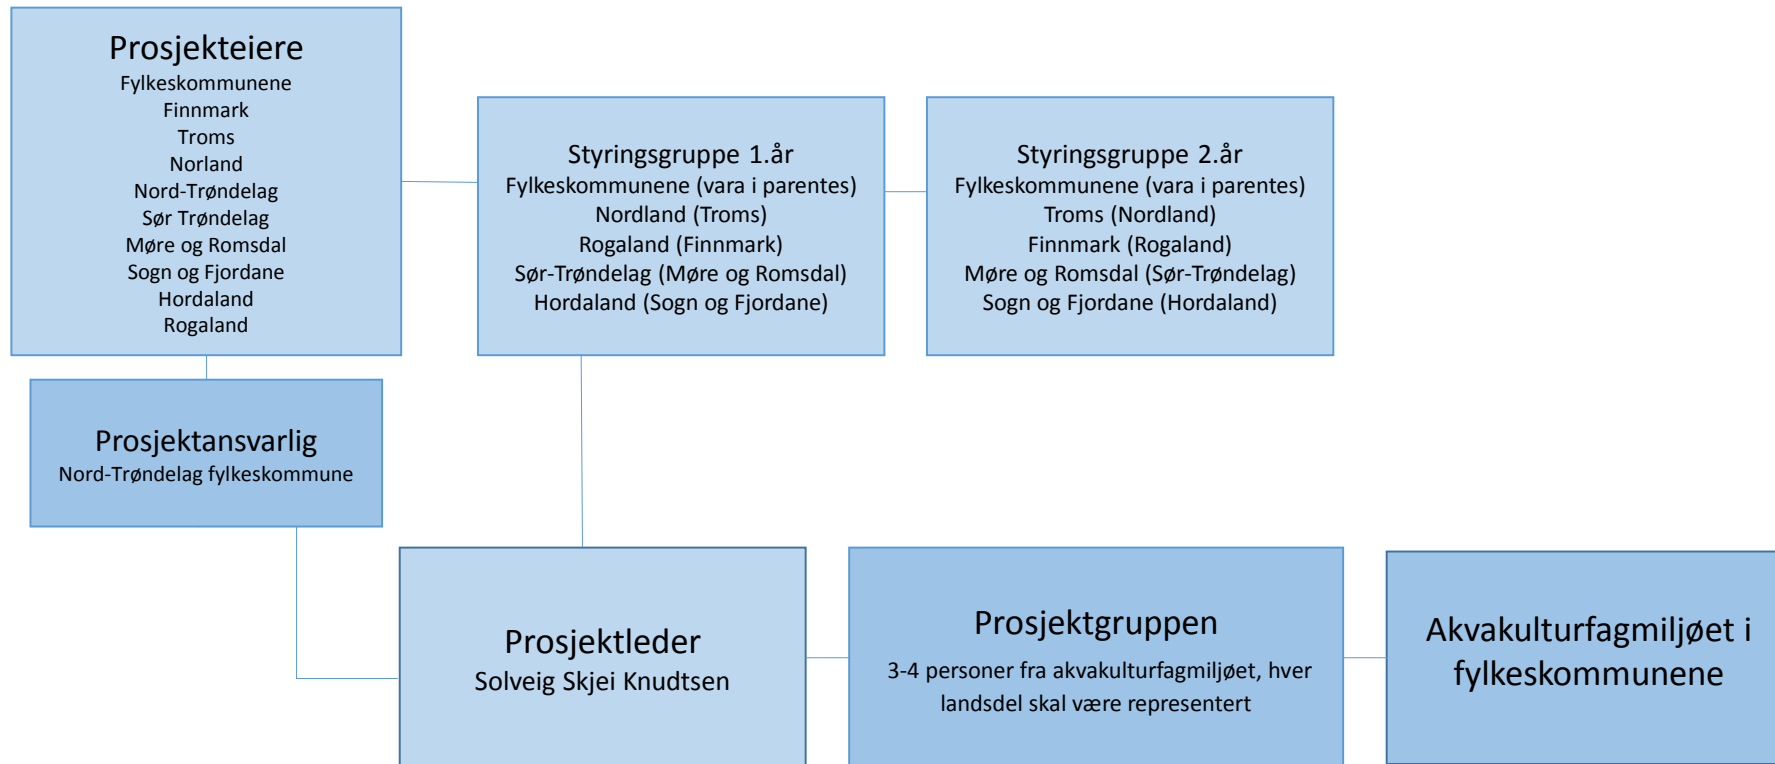 Prosjekteiere
Fylkeskommunene
Finnmark
Troms
Norland
Nord-Trøndelag
Sør Trøndelag
Møre og Romsdal
Sogn og Fjordane
Hordaland
Rogaland
Styringsgruppe 1.år
Fylkeskommunene (vara i parentes)
Nordland (Troms)
Rogaland (Finnmark)
Sør-Trøndelag (Møre og Romsdal)
Hordaland (Sogn og Fjordane)
Styringsgruppe 2.år
Fylkeskommunene (vara i parentes)
Troms (Nordland)
Finnmark (Rogaland)
Møre og Romsdal (Sør-Trøndelag)
Sogn og Fjordane (Hordaland)
Prosjektansvarlig
Nord-Trøndelag fylkeskommune
Prosjektleder
Solveig Skjei Knudtsen
Prosjektgruppen
3-4 personer fra akvakulturfagmiljøet, hver
landsdel skal være representert
Akvakulturfagmiljøet i
fylkeskommunene